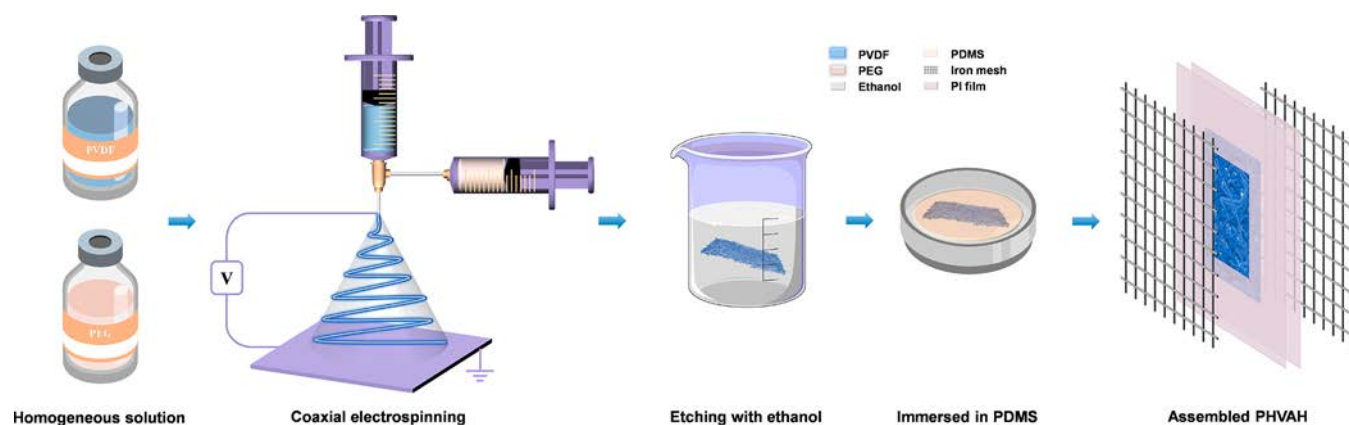 PVDF
PEG
Ethanol
PDMS
Iron mesh
PI film
PVDF
PEG
V
Homogeneous solution
Coaxial electrospinning
Etching with ethanol
Immersed in PDMS
Assembled PHVAH